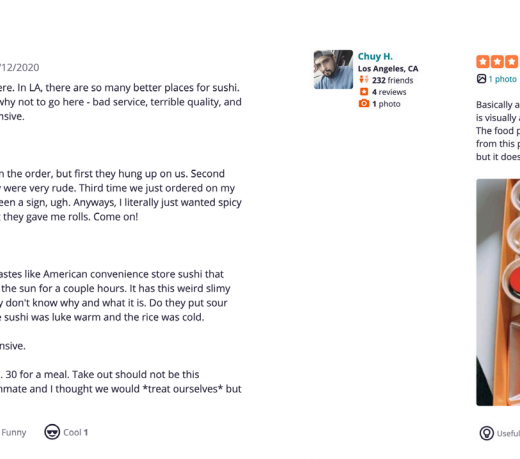 /12/2020
ere. In LA, there are so many better places for sushi.
why not to go here - bad service, terrible quality, and
nsive.
m the order, but first they hung up on us. Second
were very rude. Third time we just ordered on my
een a sign, ugh. Anyways, I literally just wanted spicy
they gave me rolls. Come on!
astes like American convenience store sushi that
the sun for a couple hours. It has this weird slimy
y don't know why and what it is. Do they put sour
e sushi was luke warm and the rice was cold.
nsive.
. 30 for a meal. Take out should not be this
nmate and I thought we would *treat ourselves* but
Funny
Cool 1
Chuy H.
Los Angeles, CA
232 friends
4 reviews
1 photo
1 photo
Basically a
is visually a
The food p
from this p
but it does
Useful